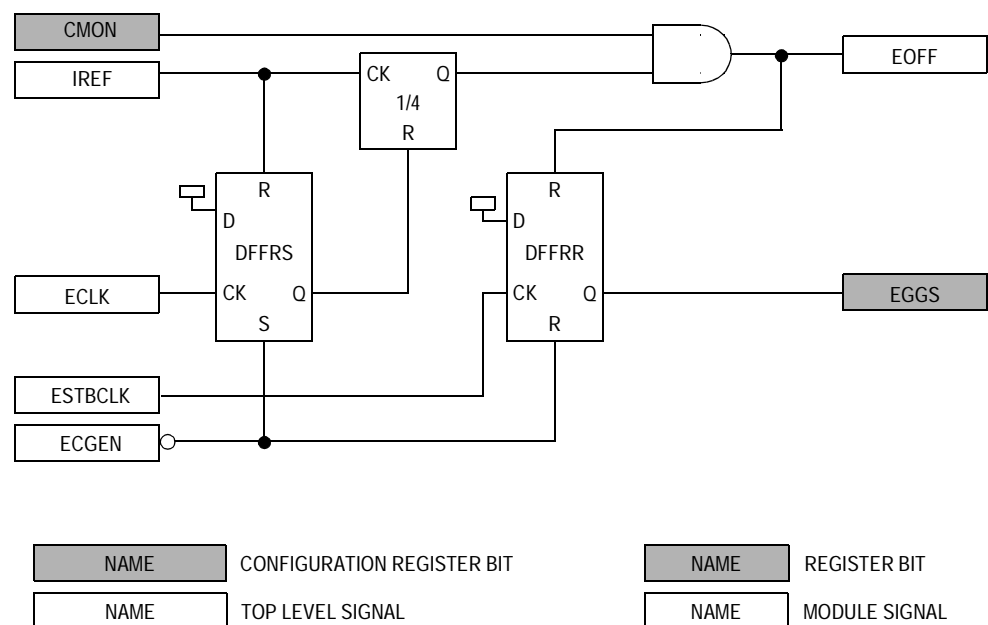 CMON
IREF
CK Q
1/4
R
EOFF
R
D
DFFRS
CK Q
S
R
D
DFFRR
CK Q
R
ECLK
EGGS
ESTBCLK
ECGEN
NAME CONFIGURATION REGISTER BIT
NAME REGISTER BIT
NAME TOP LEVEL SIGNAL
NAME MODULE SIGNAL